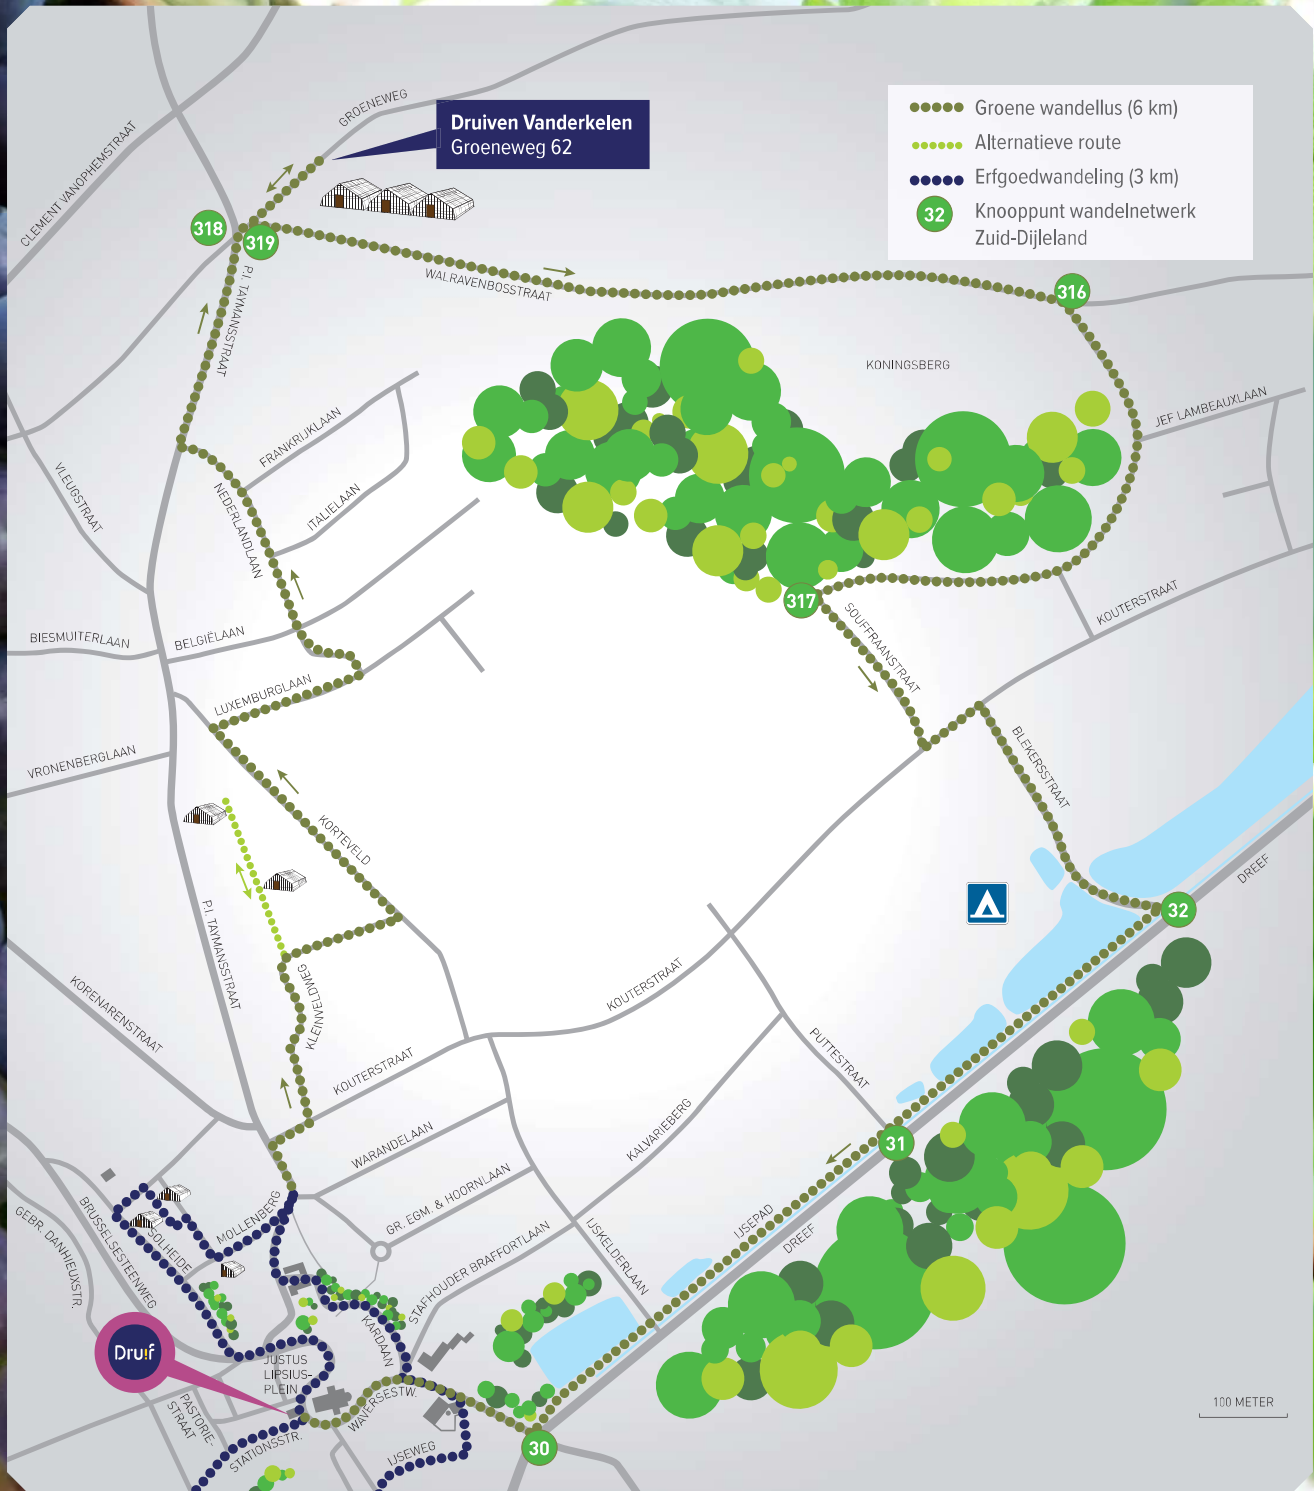 GROENEWEG
Druiven Vanderkelen
Groeneweg 62
Groene wandellus (6 km)
Alternatieve route
Erfgoedwandeling (3 km)
32
Knooppunt wandelnetwerk
Zuid-Dijleland
CLEMENT VANOPHEMSTRAAT
318
319
P.I. TAYMANSSTRAAT
WALRAVENBOSSTRAAT
316
KONINGSBERG
JEF LAMBEAUXLAAN
FRANKRIJKLAAN
VLEUGSTRAAT
NEDERLANDLAAN
ITALIELAAN
317
SOUFFRAANSTRAAT
KOUTERSTRAAT
BIESMUITERLAAN
BELGIËLAAN
LUXEMBURGLAAN
VRONENBERGLAAN
BLEKERSSTRAAT
KORTEVELD
DREEF
32
P.I. TAYMANSSTRAAT
KLEINVELDWEG
KORENARENSTRAAT
KOUTERSTRAAT
KOUTERSTRAAT
PUTTESTRAAT
WARANDELAAN
KALVARIEBERG
31
GR. EGM. & HOORNLAAN
MOLLENBERG
GEBR. DANHIEUXSTR.
BRUSSELSESTEENWEG
SOLHEIDE
STAFHOUDER BRAFFORTLAAN
IJSKELDERLAAN
IJSEPAD
DREEF
KARDAAN
Druif
JUSTUS
LIPSIUS-
PLEIN
PASTORIE-
STRAAT
WAVERSESTW.
STATIONSSTR.
IJSEWEG
30
100 METER